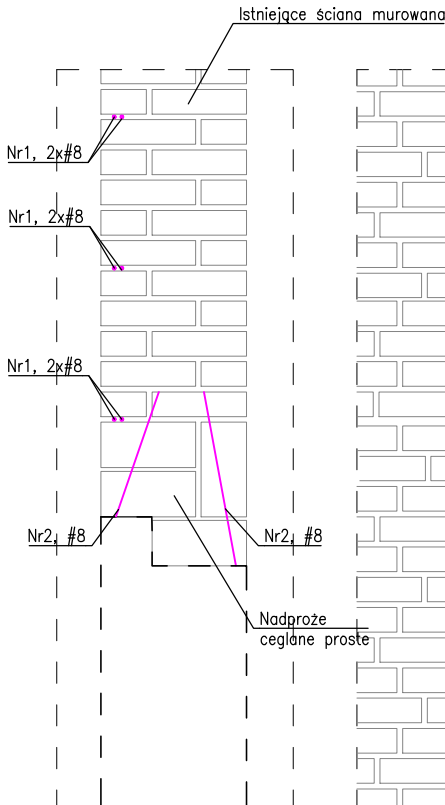 Istniejące ściana murowana
Nr1, 2x#8
Nr1, 2x#8
Nr1, 2x#8
Nr2, #8
Nr2, #8
Nadproże
ceglane proste